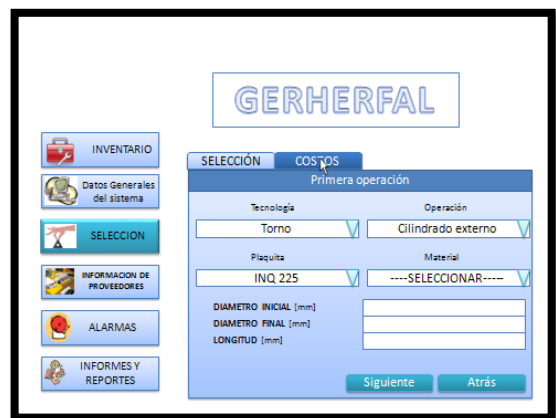 GERHERFAL
INVENTARIO
Datos Generales
del sistema
SELECCION
INFORMACION DE
PROVEEDORES
ALARMAS
INFORMES Y
REPORTES
SELECCIÓN
COSTOS
Primera operación
Tecnología
Operación
Torno
Cilindrado externo
Plaquita
Material
INQ 225
----SELECCIONAR-----
DIAMETRO INICIAL [mm]
DIAMETRO FINAL [mm]
LONGITUD [mm]
Siguiente
Atrás